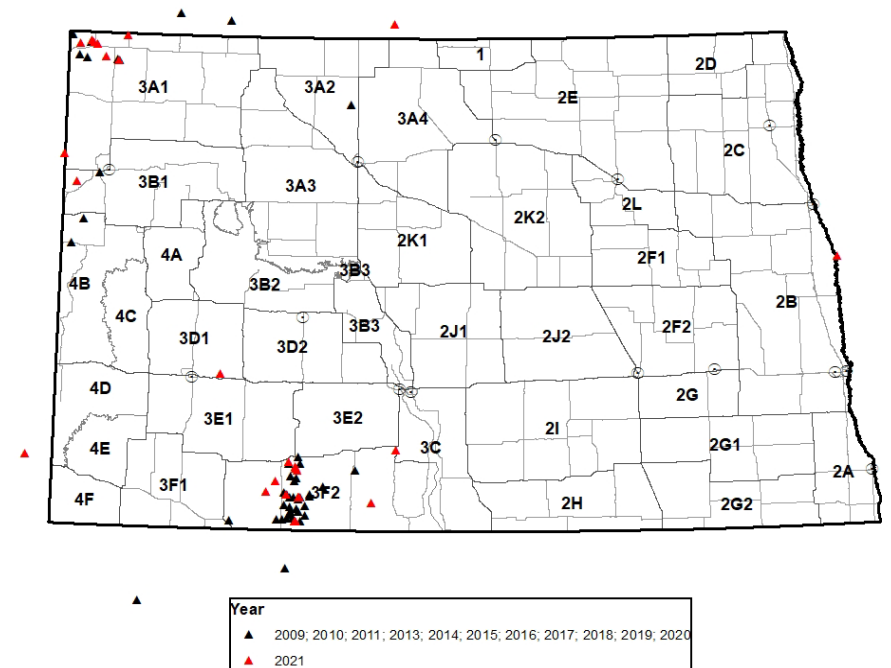 1
2D
3A1
3A2
2E
3A4
2C
3B1
3A3
2L
2K2
2K1
4A
2F1
3B3
4B
3B2
2B
4C
3B3
2F2
3D1
2J1
2J2
3D2
4D
2G
3E1
3E2
2I
3C
4E
2G1
2A
3F1
3F2
4F
2H
2G2
Year
2009; 2010; 2011; 2013; 2014; 2015; 2016; 2017; 2018; 2019; 2020
2021